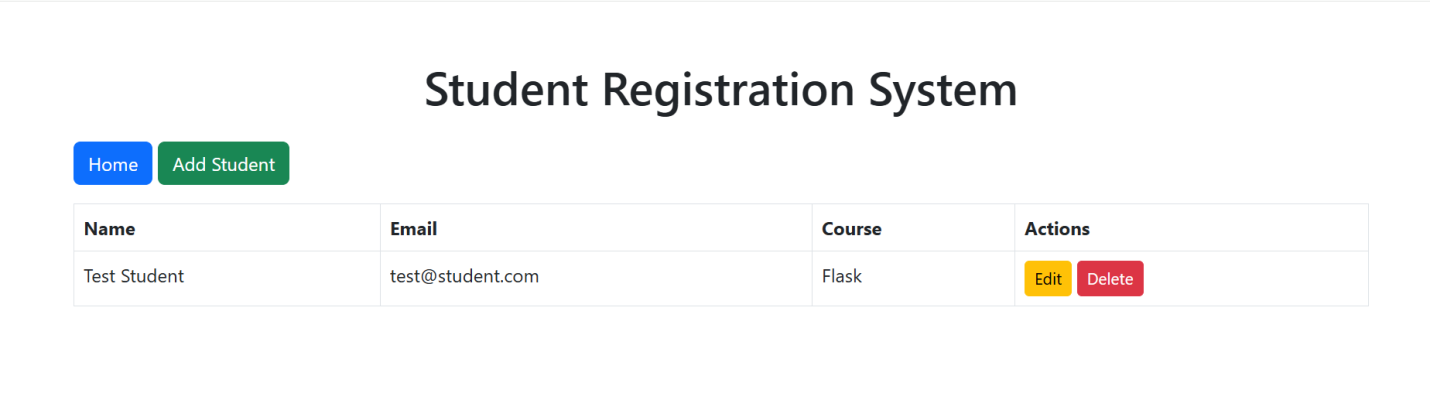 Student Registration System
Home Add Student
Name Email Course Actions
Test Student test@student.com Flask Edit Delete